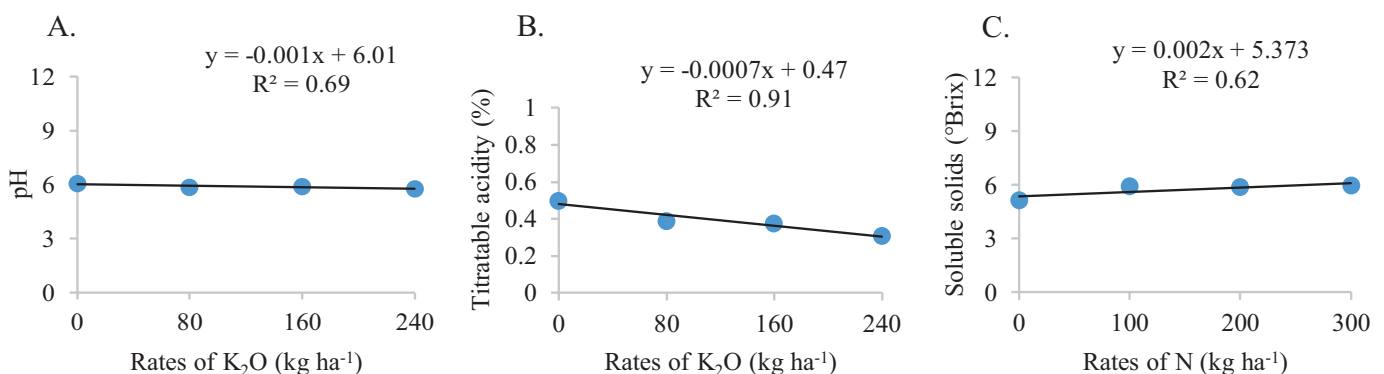 A.
y = -0.001x + 6.01
R² = 0.69
12
9
6
3
0
pH
0 80 160 240
Rates of K₂O (kg ha⁻¹)
B.
y = -0.0007x + 0.47
R² = 0.91
1
0.8
0.6
0.4
0.2
0
Titratable acidity (%)
0 80 160 240
Rates of K₂O (kg ha⁻¹)
C.
y = 0.002x + 5.373
R² = 0.62
12
9
6
3
0
Soluble solids (°Brix)
0 100 200 300
Rates of N (kg ha⁻¹)